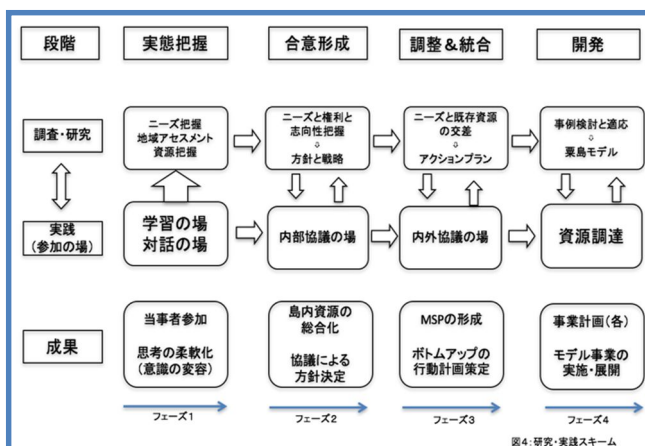 段階
実態把握
合意形成
調整&統合
開発
調査・研究
ニーズ把握
地域アセスメント
資源把握
ニーズと権利と
志向性把握
⇩
方針と戦略
ニーズと既存資源
の交差
⇩
アクションプラン
事例検討と適応
⇩
粟島モデル
実践
(参加の場)
学習の場
対話の場
内部協議の場
内外協議の場
資源調達
成果
当事者参加
思考の柔軟化
(意識の変容)
島内資源の
総合化
協議による
方針決定
MSPの形成
ボトムアップの
行動計画策定
事業計画(各)
モデル事業の
実施・展開
フェーズ1
フェーズ2
フェーズ3
フェーズ4
図4:研究・実践スキーム